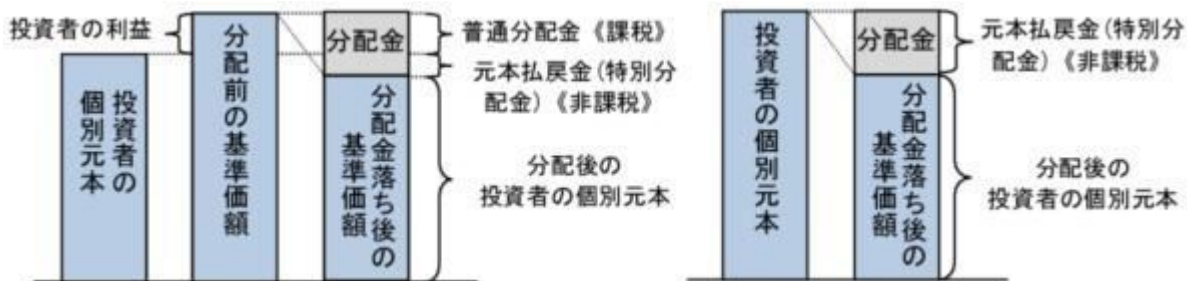 投資者の利益
投資者の
個別元本
分配前の基準価額
分配金
分配金落ち後の
基準価額
普通分配金《課税》
元本払戻金(特別分
配金)《非課税》
分配後の
投資者の個別元本
投資者の個別元本
分配金
分配金落ち後の
基準価額
元本払戻金(特別分
配金)《非課税》
分配後の
投資者の個別元本